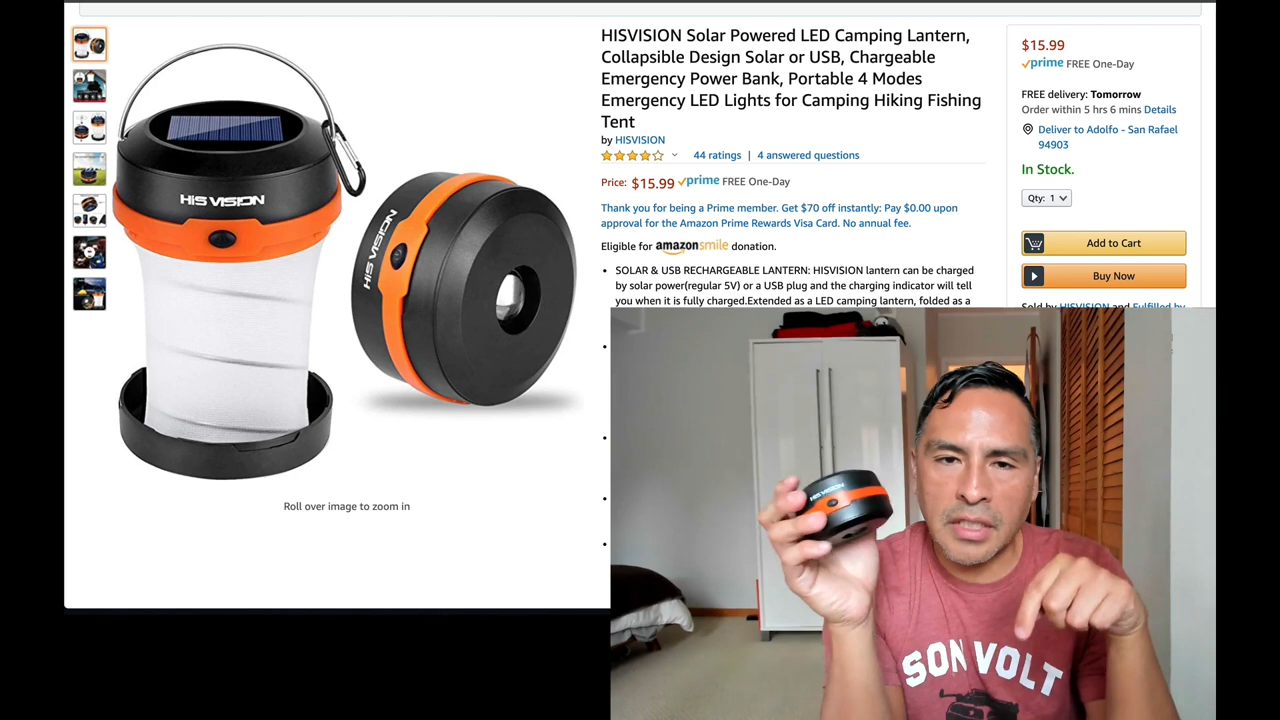 HISVISION Solar Powered LED Camping Lantern,
Collapsible Design Solar or USB, Chargeable
Emergency Power Bank, Portable 4 Modes
Emergency LED Lights for Camping Hiking Fishing
Tent
by HISVISION
44 ratings | 4 answered questions
Price: $15.99 prime FREE One-Day
Thank you for being a Prime member. Get $70 off instantly: Pay $0.00 upon
approval for the Amazon Prime Rewards Visa Card. No annual fee.
Eligible for amazonsmile donation.
• SOLAR & USB RECHARGEABLE LANTERN: HISVISION lantern can be charged
by solar power(regular 5V) or a USB plug and the charging indicator will tell
you when it is fully charged.Extended as a LED camping lantern, folded as a
$15.99
prime FREE One-Day
FREE delivery: Tomorrow
Order within 5 hrs 6 mins Details
Deliver to Adolfo - San Rafael
94903
In Stock.
Qty: 1
Add to Cart
Buy Now
Sold by HISVISION and Fulfilled by
HIS VISION
HIS VISION
Roll over image to zoom in
HIS VISION
SON VOLT